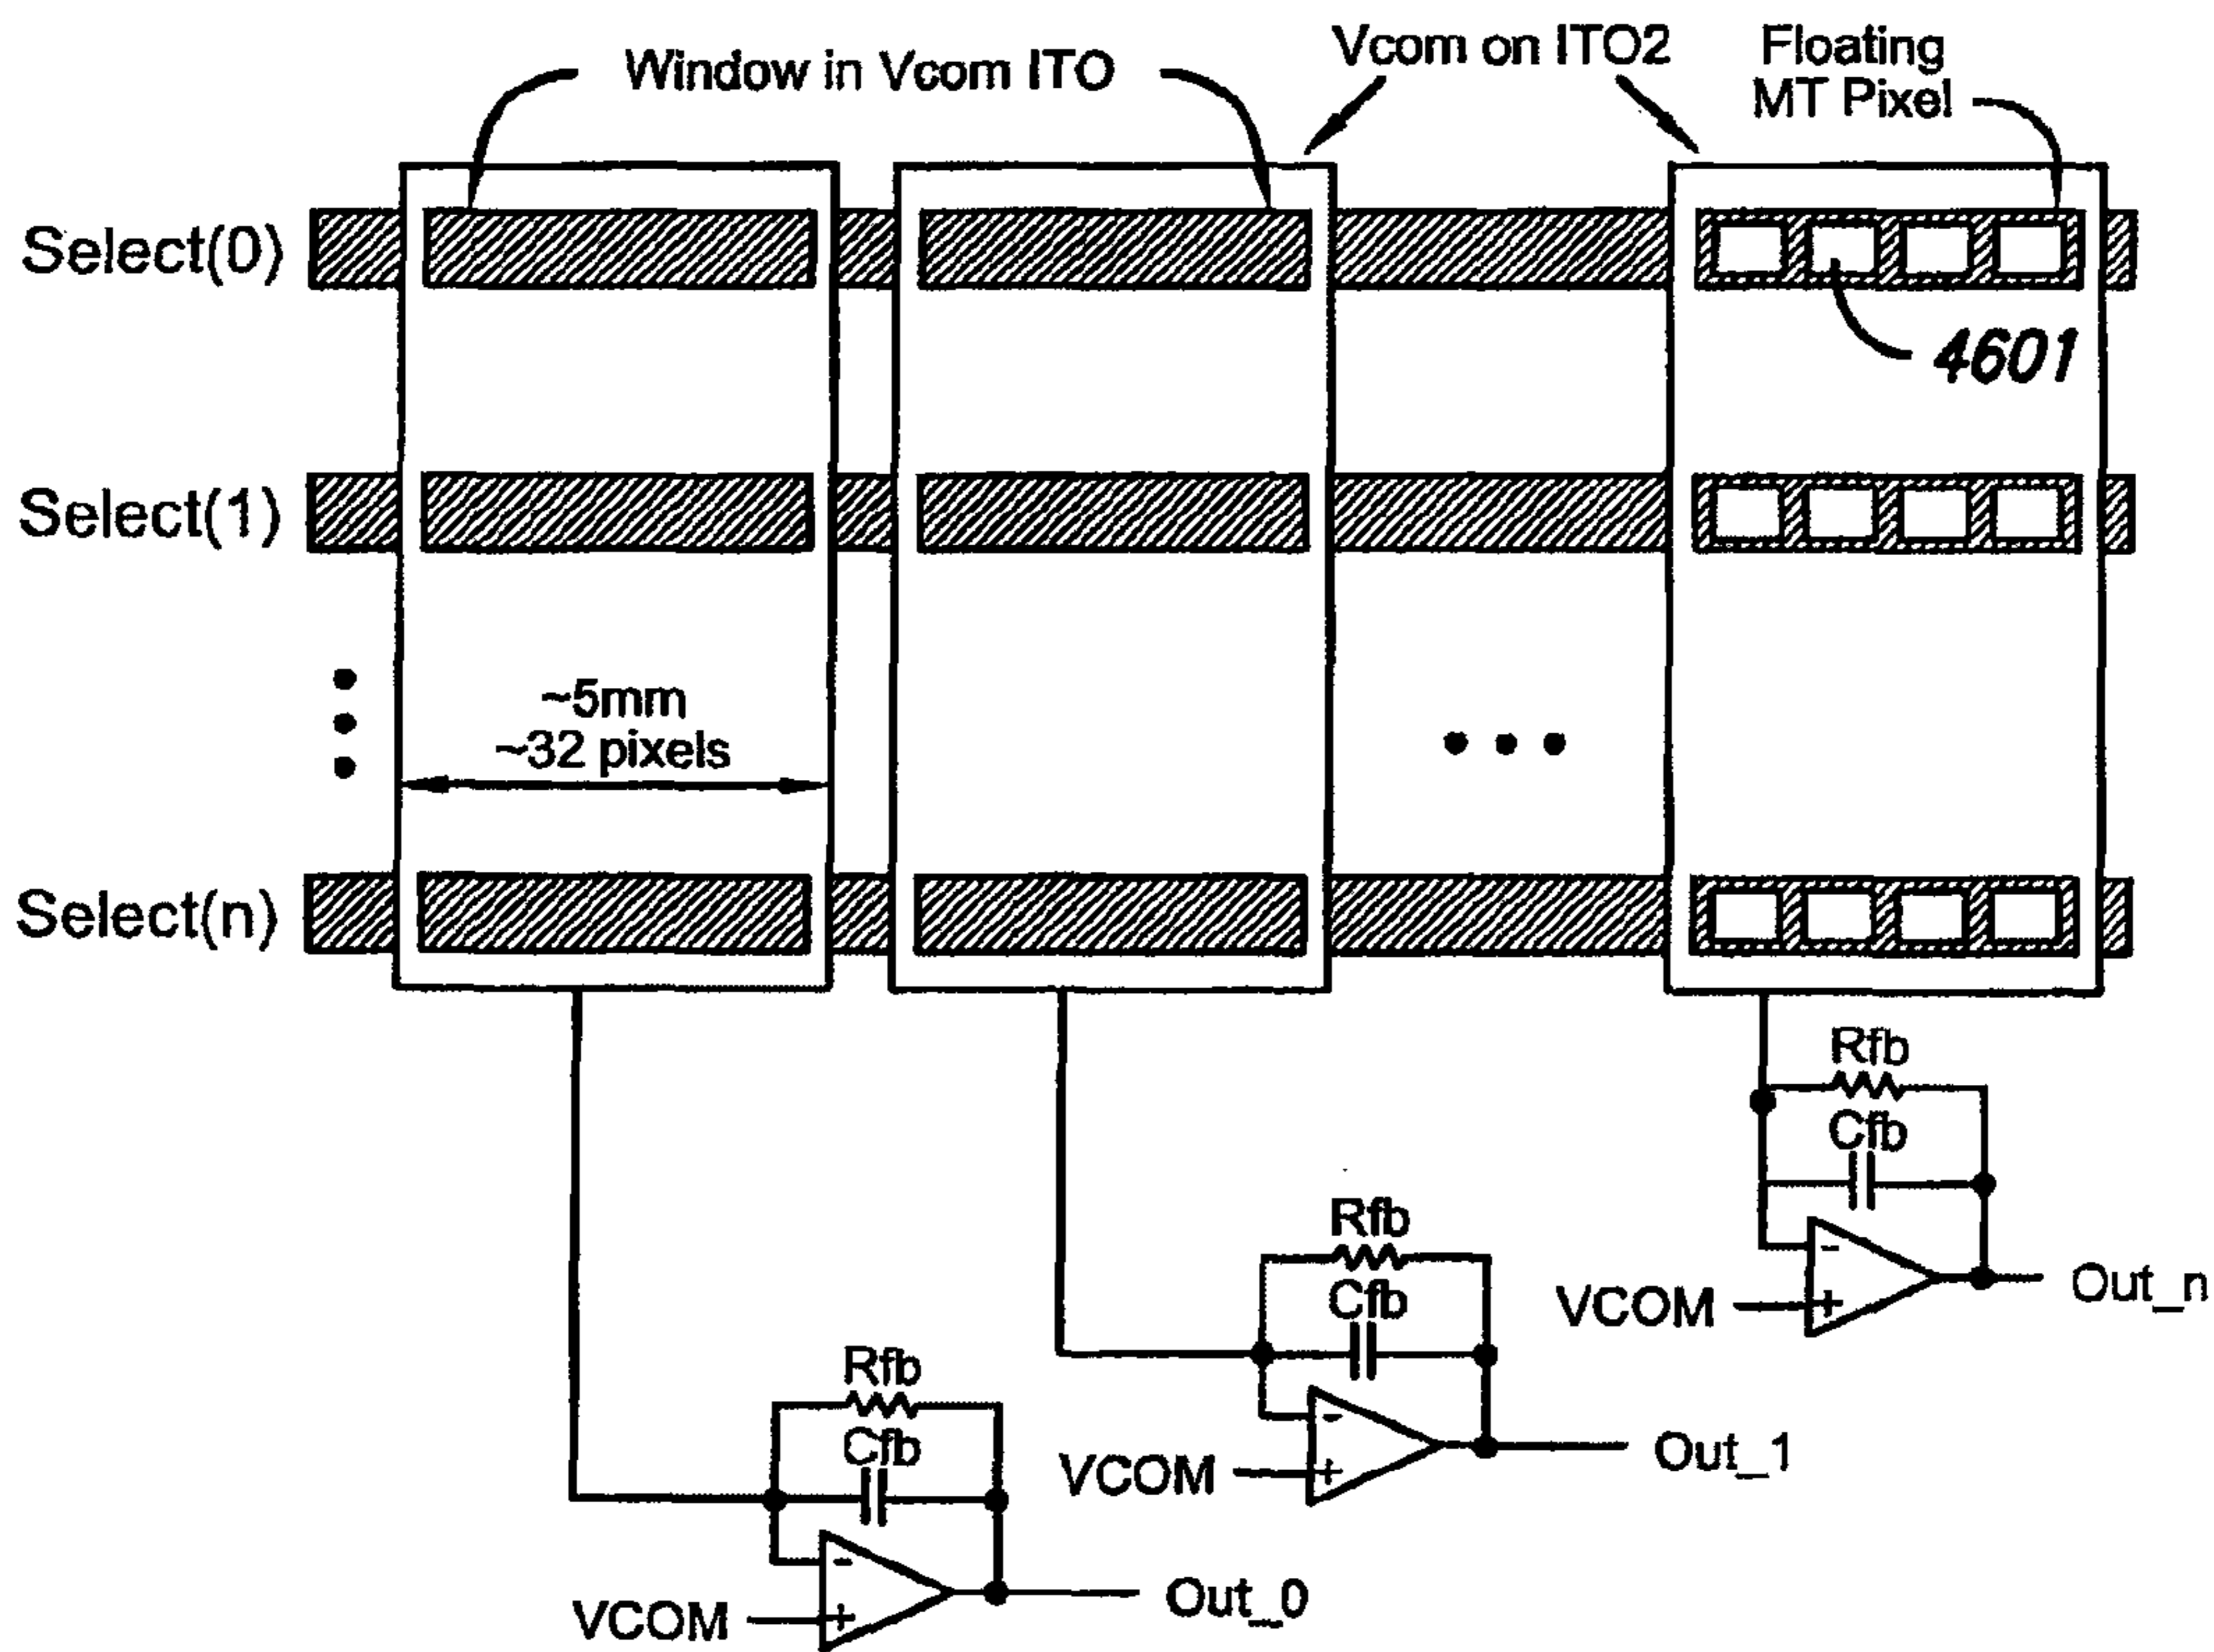 Window in Vcom ITO
Vcom on ITO2
Floating
MT Pixel
Select(0)
4601
Select(1)
~5mm
~32 pixels
Select(n)
Rfb
Cfb
-
+
VCOM
Out_n
Rfb
Cfb
-
+
VCOM
Out_1
Rfb
Cfb
-
+
VCOM
Out_0